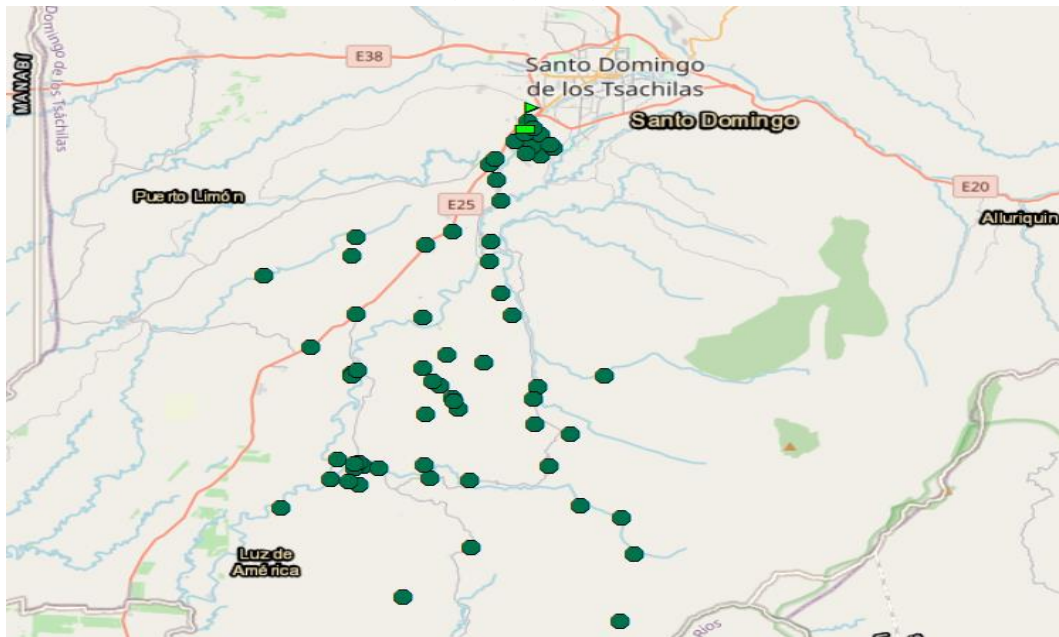 MANABÍ
Domingo de los Tsáchilas
E38
Santo Domingo
de los Tsachilas
Santo Domingo
E20
Puerto Limón
E25
Alluriquin
Luz de
América
Ríos